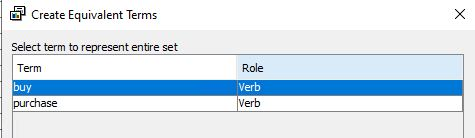 Create Equivalent Terms
Select term to represent entire set
Term Role
buy Verb
purchase Verb